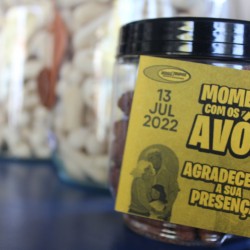 13
JUL
2022
MOM
COM OS
AVÓ
AGRADECE
A SUA
PRESENÇ